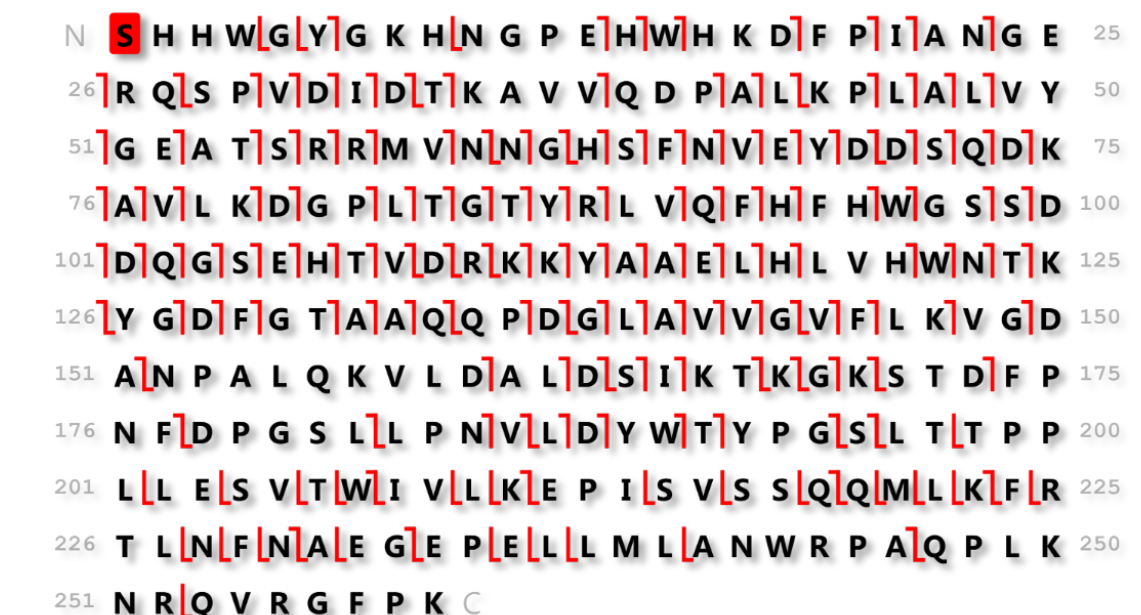 N S H H W G Y G K H N G P E H W H K D F P I A N G E 25
26 R Q S P V D I D T K A V V Q D P A L K P L A L V Y 50
51 G E A T S R R M V N N G H S F N V E Y D D S Q D K 75
76 A V L K D G P L T G T Y R L V Q F H F H W G S S D 100
101 D Q G S E H T V D R K K Y A A E L H L V H W N T K 125
126 Y G D F G T A A Q Q P D G L A V V G V F L K V G D 150
151 A N P A L Q K V L D A L D S I K T K G K S T D F P 175
176 N F D P G S L L P N V L D Y W T Y P G S L T T P P 200
201 L L E S V T W I V L K E P I S V S S Q Q M L K F R 225
226 T L N F N A E G E P E L L M L A N W R P A Q P L K 250
251 N R Q V R G F P K C